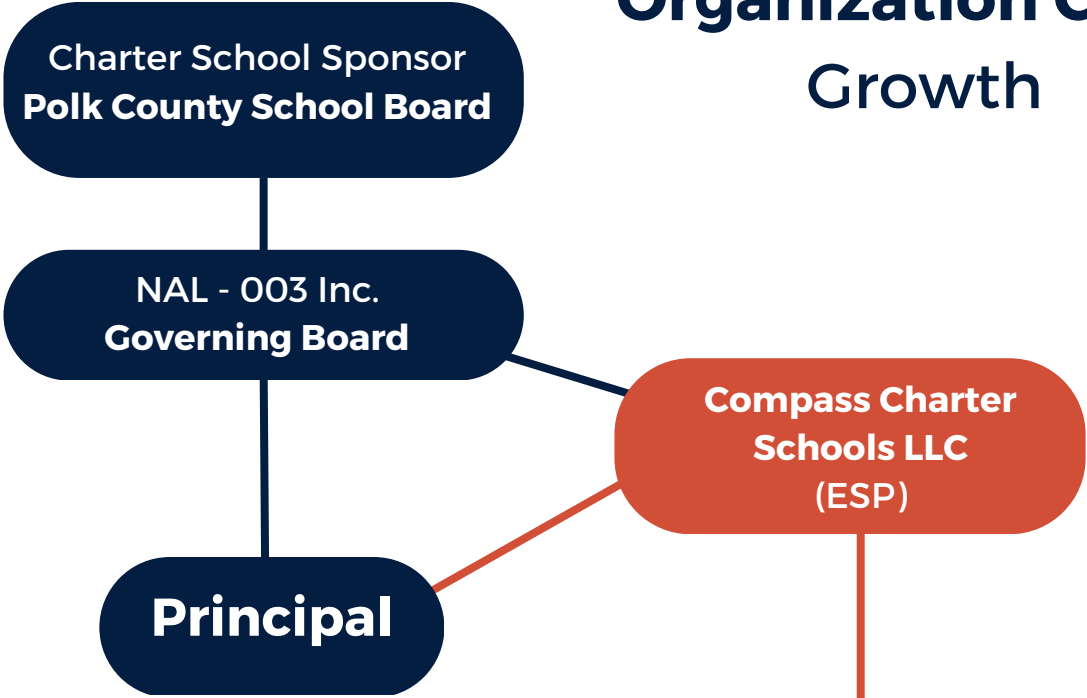 Organization
Growth
Charter School Sponsor
Polk County School Board
NAL - 003 Inc.
Governing Board
Compass Charter
Schools LLC
(ESP)
Principal